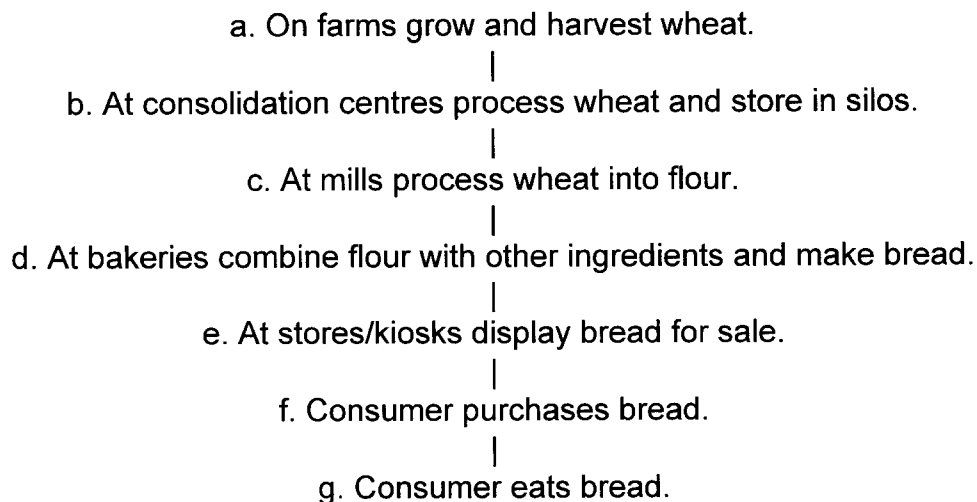 a. On farms grow and harvest wheat.
b. At consolidation centres process wheat and store in silos.
c. At mills process wheat into flour.
d. At bakeries combine flour with other ingredients and make bread.
e. At stores/kiosks display bread for sale.
f. Consumer purchases bread.
g. Consumer eats bread.